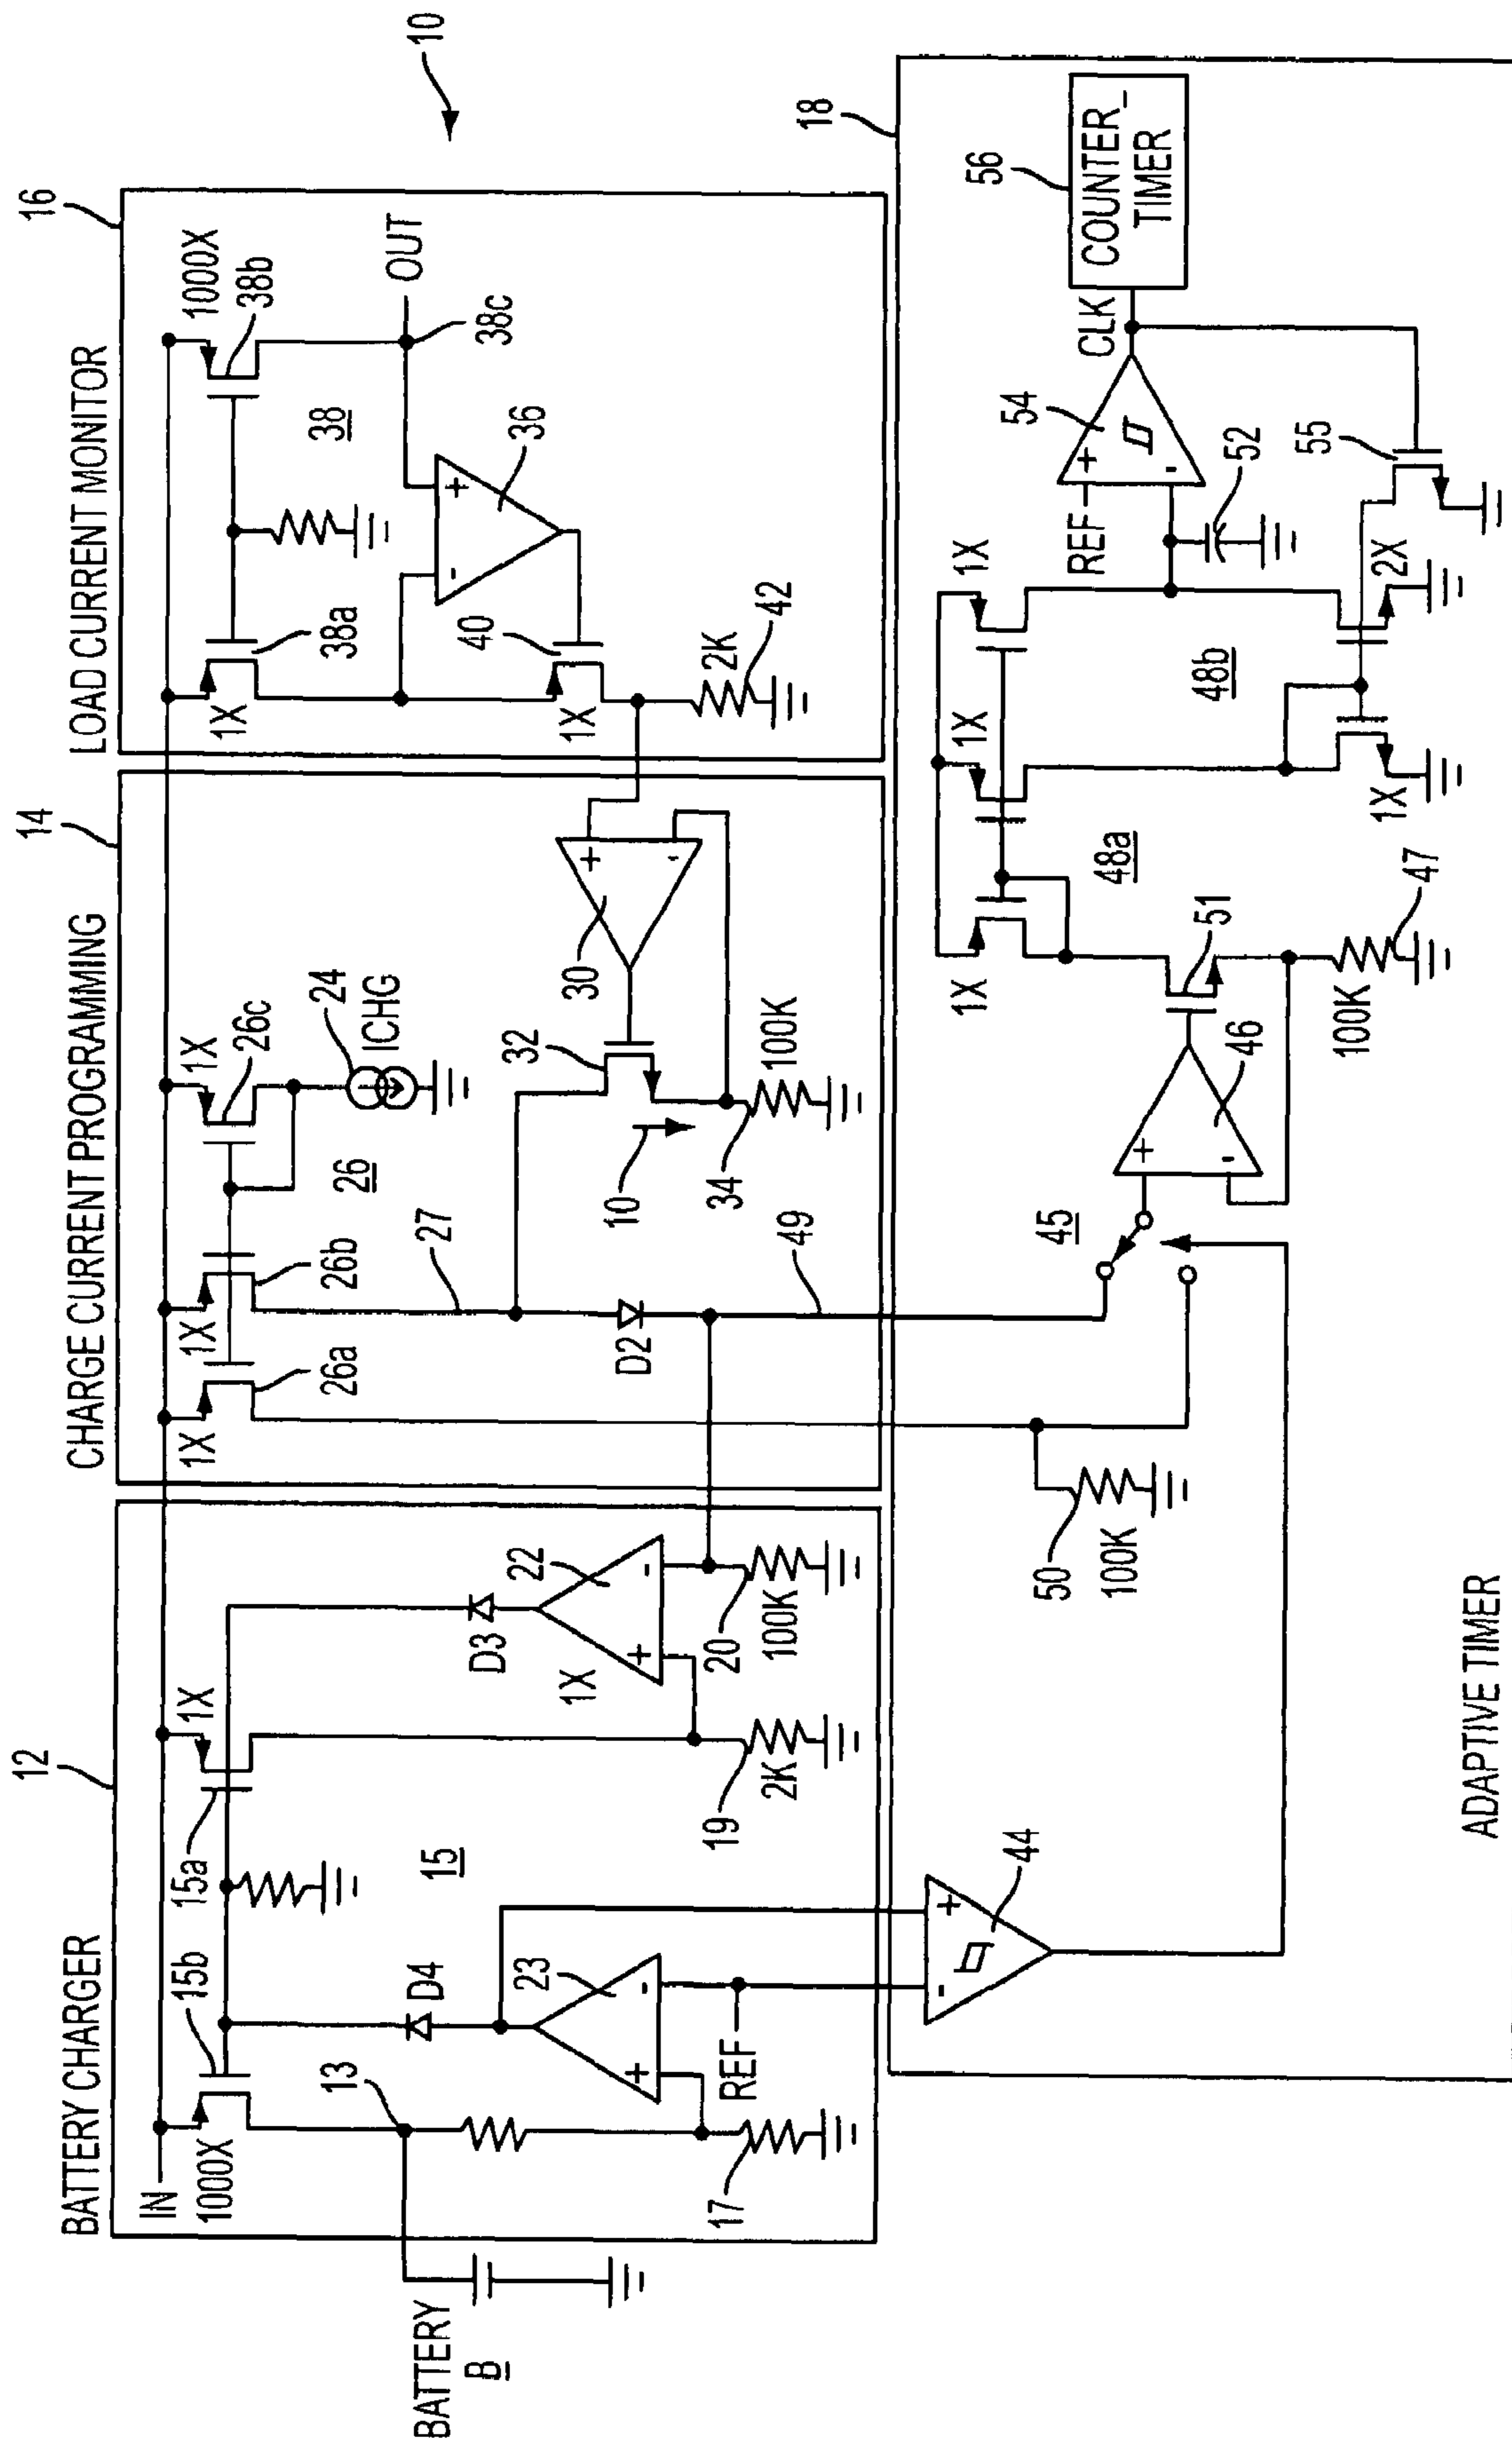 10
BATTERY CHARGER
12
IN
1000X
15b
15a
1X
15
D4
D3
13
23
22
+
-
+
-
1X
REF
17
19
2K
20
100K
BATTERY
B
CHARGE CURRENT PROGRAMMING
14
1X
26a
1X
26b
1X
26c
26
24
ICHG
27
32
30
+
-
10
34
100K
D2
49
LOAD CURRENT MONITOR
16
1X
38a
1000X
38b
38
OUT
38c
-
+
36
40
1X
2K
42
18
-
+
44
50
100K
45
+
-
46
51
100K
47
1X
48a
1X
1X
48b
1X
2X
REF
+
-
54
52
CLK
55
56
COUNTER_
TIMER
ADAPTIVE TIMER